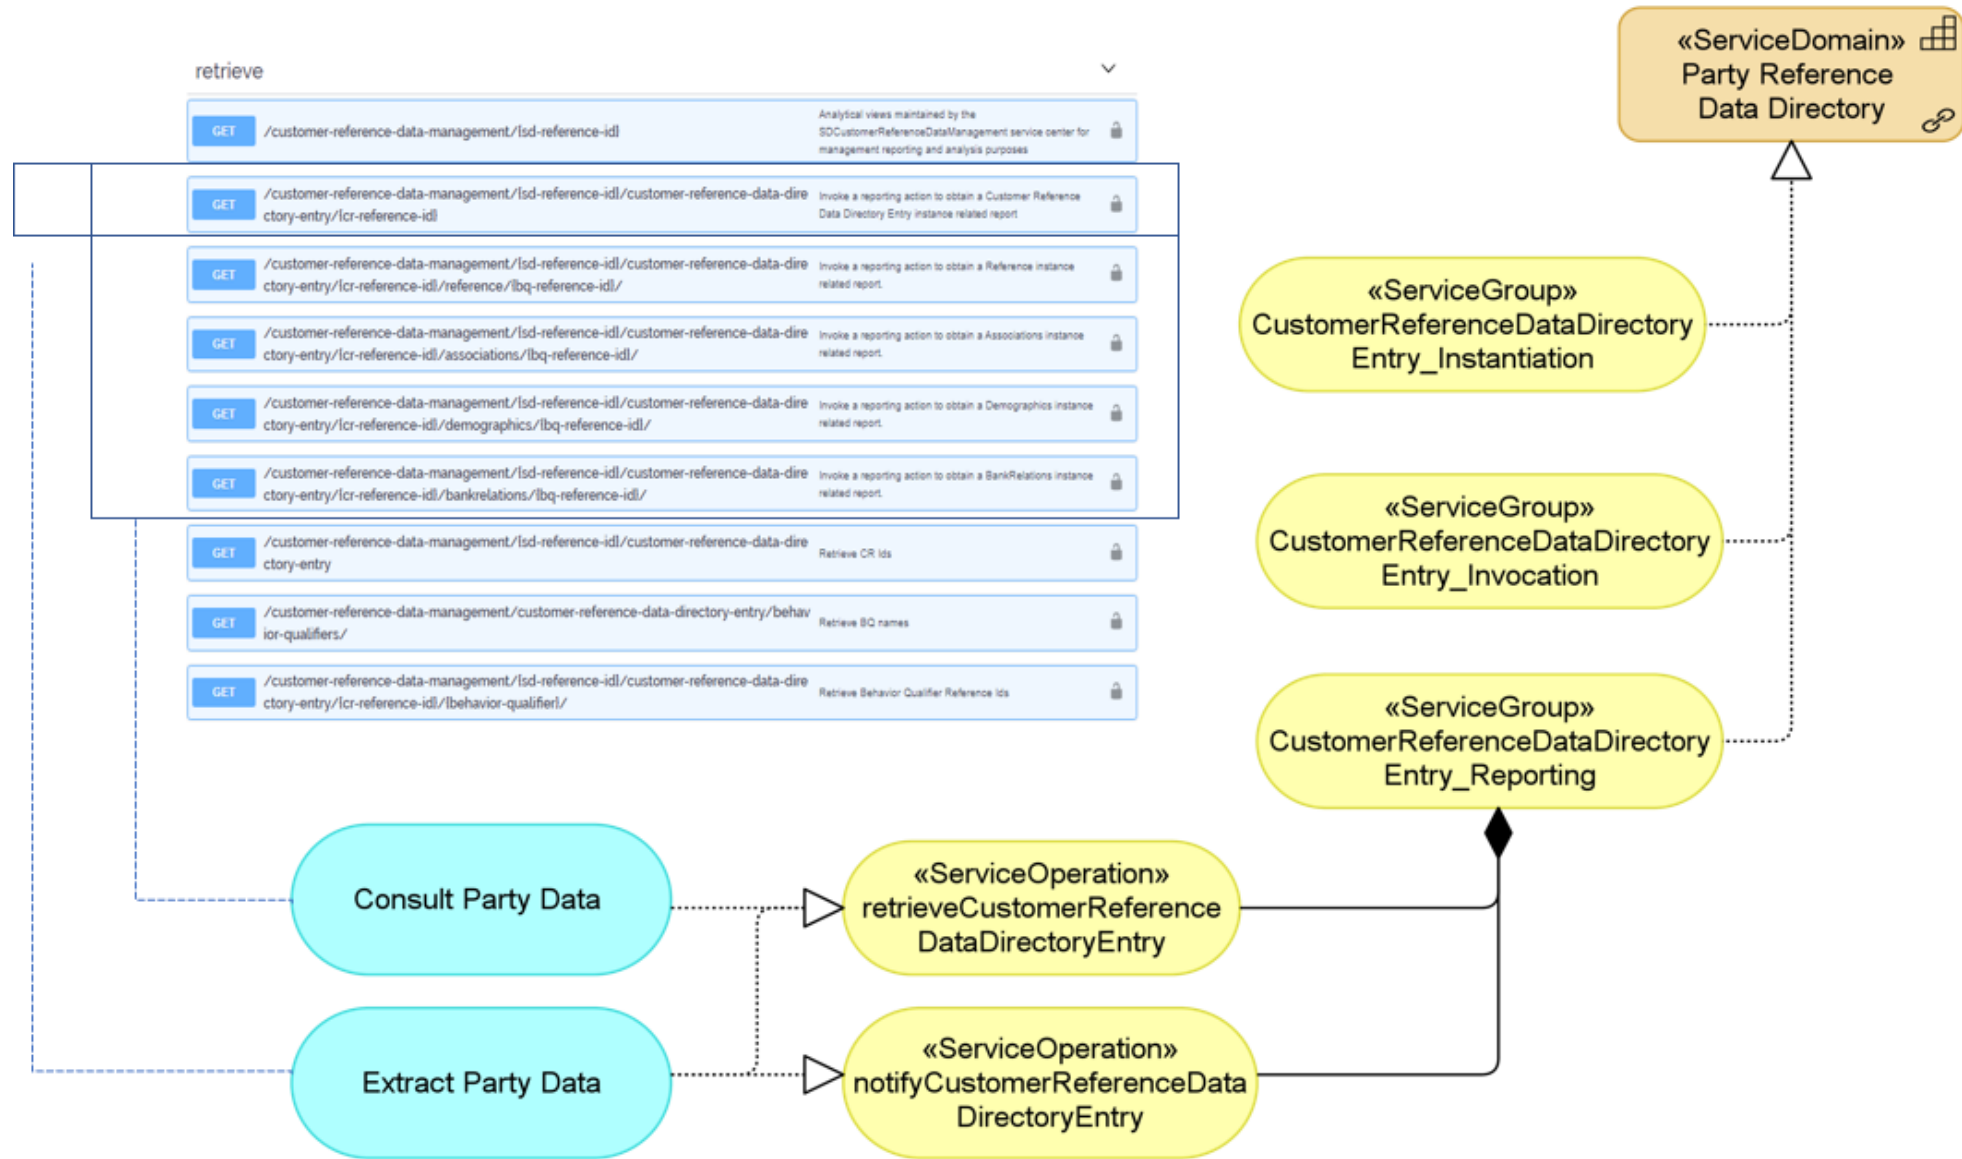 retrieve
GET
/customer-reference-data-management/{sd-reference-id}
Analytical views maintained by the
SDCustomerReferenceDataManagement service center for
management reporting and analysis purposes
GET
/customer-reference-data-management/{sd-reference-id}/customer-reference-data-dire
ctory-entry/{cr-reference-id}
Invoke a reporting action to obtain a Customer Reference
Data Directory Entry instance related report
GET
/customer-reference-data-management/{sd-reference-id}/customer-reference-data-dire
ctory-entry/{cr-reference-id}/reference/{bq-reference-id}/
Invoke a reporting action to obtain a Reference instance
related report.
GET
/customer-reference-data-management/{sd-reference-id}/customer-reference-data-dire
ctory-entry/{cr-reference-id}/associations/{bq-reference-id}/
Invoke a reporting action to obtain a Associations instance
related report.
GET
/customer-reference-data-management/{sd-reference-id}/customer-reference-data-dire
ctory-entry/{cr-reference-id}/demographics/{bq-reference-id}/
Invoke a reporting action to obtain a Demographics instance
related report.
GET
/customer-reference-data-management/{sd-reference-id}/customer-reference-data-dire
ctory-entry/{cr-reference-id}/bankrelations/{bq-reference-id}/
Invoke a reporting action to obtain a BankRelations instance
related report.
GET
/customer-reference-data-management/{sd-reference-id}/customer-reference-data-dire
ctory-entry
Retrieve CR Ids
GET
/customer-reference-data-management/customer-reference-data-directory-entry/behav
ior-qualifiers/
Retrieve BQ names
GET
/customer-reference-data-management/{sd-reference-id}/customer-reference-data-dire
ctory-entry/{cr-reference-id}/{behavior-qualifier}/
Retrieve Behavior Qualifier Reference Ids
«ServiceDomain»
Party Reference
Data Directory
«ServiceGroup»
CustomerReferenceDataDirectory
Entry_Instantiation
«ServiceGroup»
CustomerReferenceDataDirectory
Entry_Invocation
«ServiceGroup»
CustomerReferenceDataDirectory
Entry_Reporting
Consult Party Data
«ServiceOperation»
retrieveCustomerReference
DataDirectoryEntry
Extract Party Data
«ServiceOperation»
notifyCustomerReferenceData
DirectoryEntry